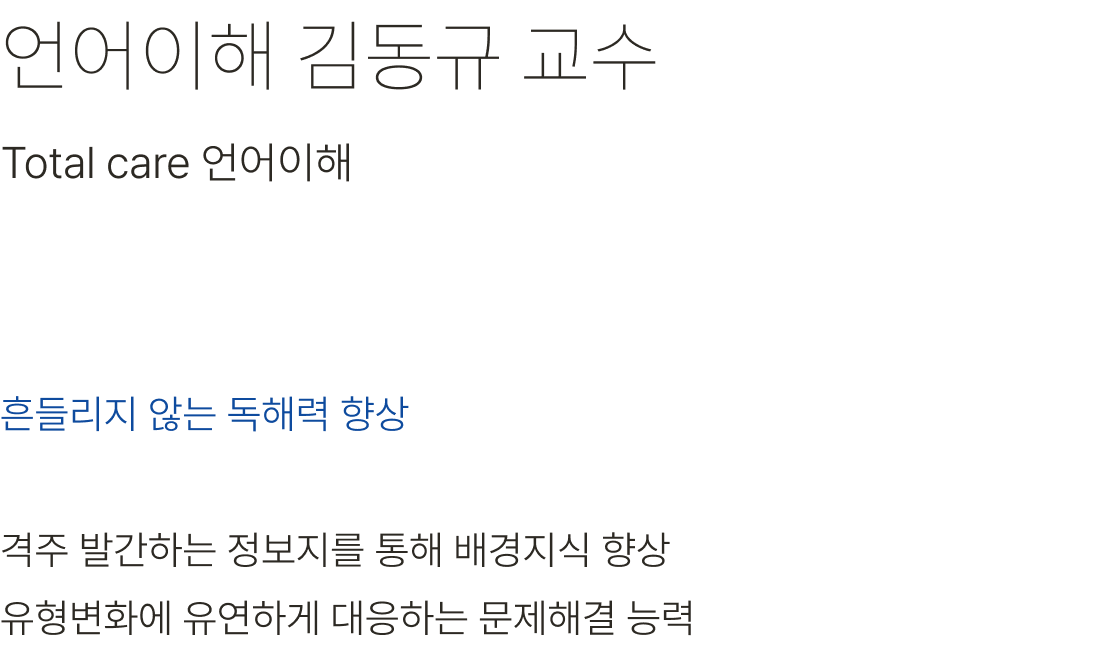 언어이해 김동규 교수
Total care 언어이해
흔들리지 않는 독해력 향상
격주 발간하는 정보지를 통해 배경지식 향상
유형변화에 유연하게 대응하는 문제해결 능력